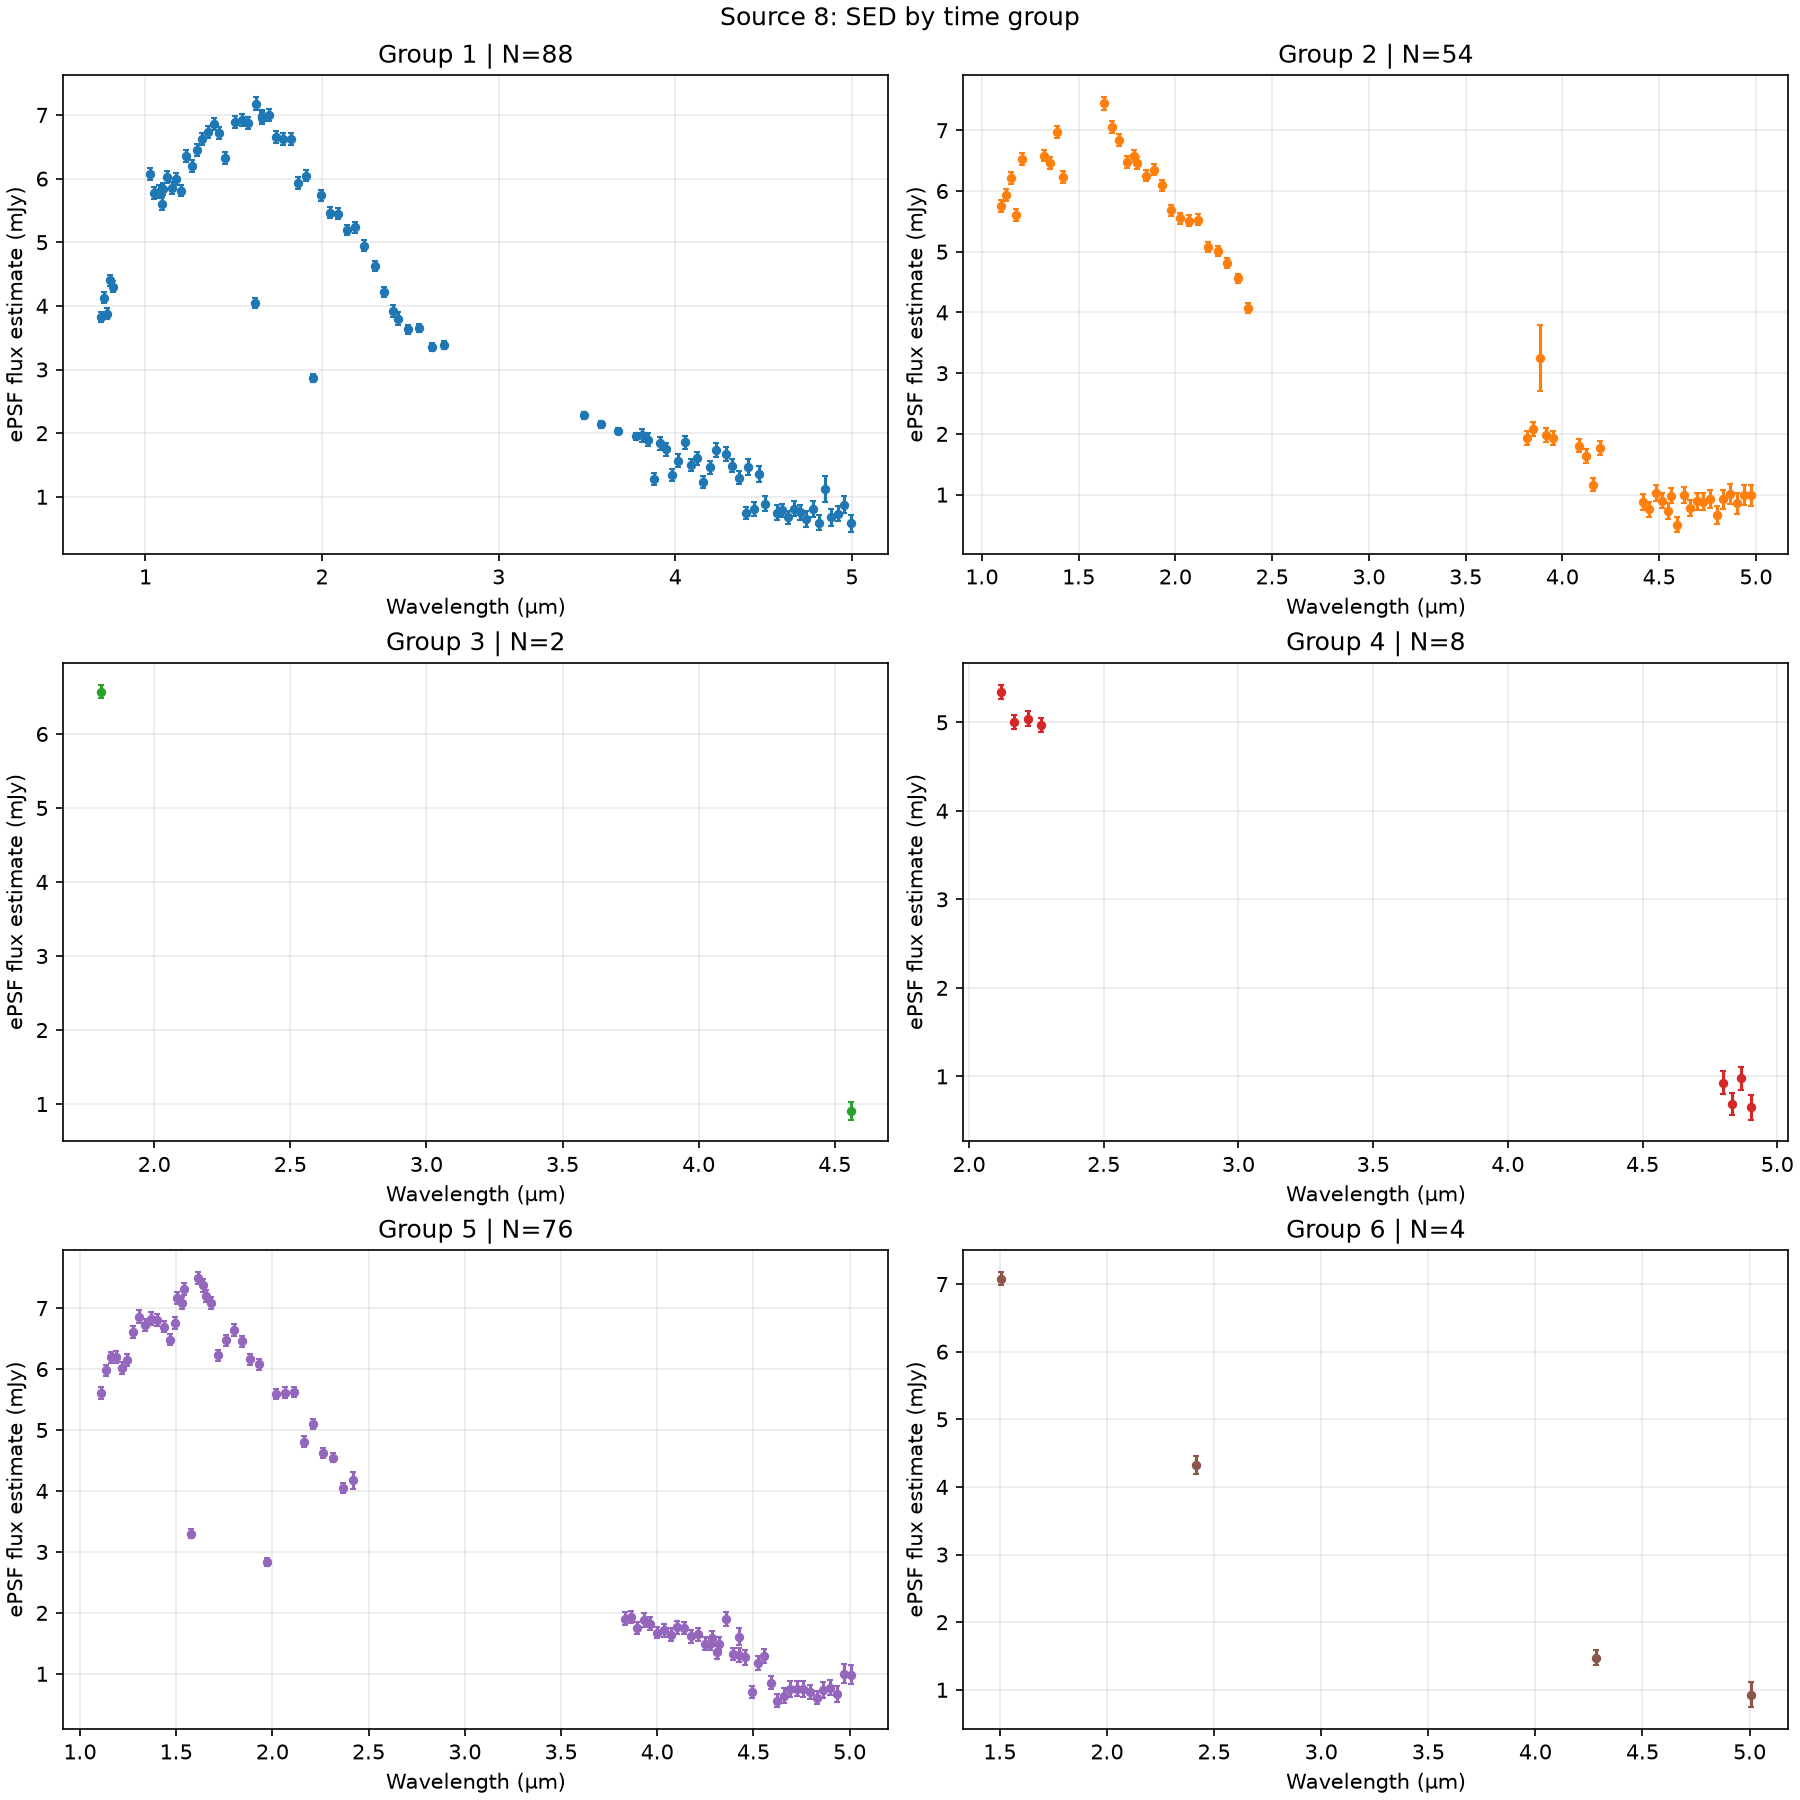 Source 8: SED by time group
Group 1 | N=88
ePSF flux estimate (mJy)
7
6
5
4
3
2
1
1 2 3 4 5
Wavelength (μm)
Group 2 | N=54
ePSF flux estimate (mJy)
7
6
5
4
3
2
1
1.0 1.5 2.0 2.5 3.0 3.5 4.0 4.5 5.0
Wavelength (μm)
Group 3 | N=2
ePSF flux estimate (mJy)
6
5
4
3
2
1
2.0 2.5 3.0 3.5 4.0 4.5
Wavelength (μm)
Group 4 | N=8
ePSF flux estimate (mJy)
5
4
3
2
1
2.0 2.5 3.0 3.5 4.0 4.5 5.0
Wavelength (μm)
Group 5 | N=76
ePSF flux estimate (mJy)
7
6
5
4
3
2
1
1.0 1.5 2.0 2.5 3.0 3.5 4.0 4.5 5.0
Wavelength (μm)
Group 6 | N=4
ePSF flux estimate (mJy)
7
6
5
4
3
2
1
1.5 2.0 2.5 3.0 3.5 4.0 4.5 5.0
Wavelength (μm)